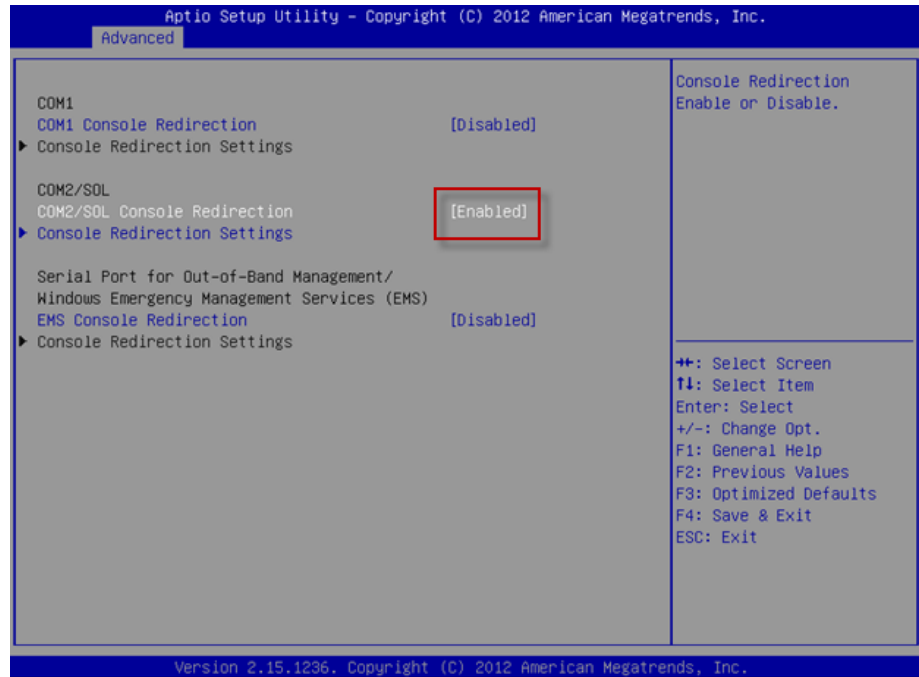 Aptio Setup Utility – Copyright (C) 2012 American Megatrends, Inc.
Advanced
COM1
COM1 Console Redirection [Disabled]
▶ Console Redirection Settings
COM2/SOL
COM2/SOL Console Redirection [Enabled]
▶ Console Redirection Settings
Serial Port for Out-of-Band Management/
Windows Emergency Management Services (EMS)
EMS Console Redirection [Disabled]
▶ Console Redirection Settings
Console Redirection
Enable or Disable.
→←: Select Screen
↑↓: Select Item
Enter: Select
+/-: Change Opt.
F1: General Help
F2: Previous Values
F3: Optimized Defaults
F4: Save & Exit
ESC: Exit
Version 2.15.1236. Copyright (C) 2012 American Megatrends, Inc.